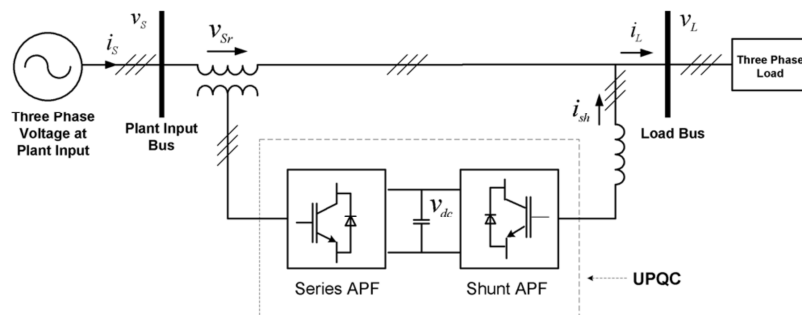 v_S
v_Sr
i_S
i_L
v_L
Three Phase
Load
Three Phase
Voltage at
Plant Input
Plant Input
Bus
i_sh
Load Bus
v_dc
Series APF
Shunt APF
UPQC